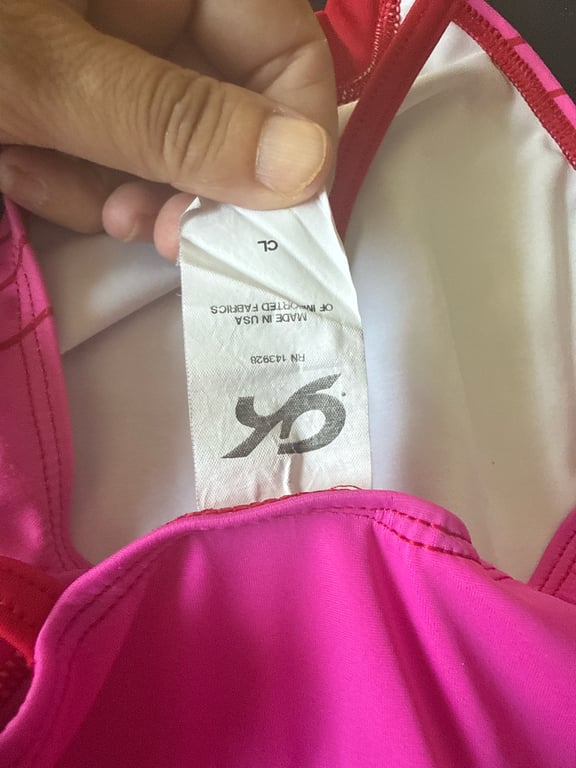 GK
RN 143928
MADE IN USA
OF IMPORTED FABRICS
CL